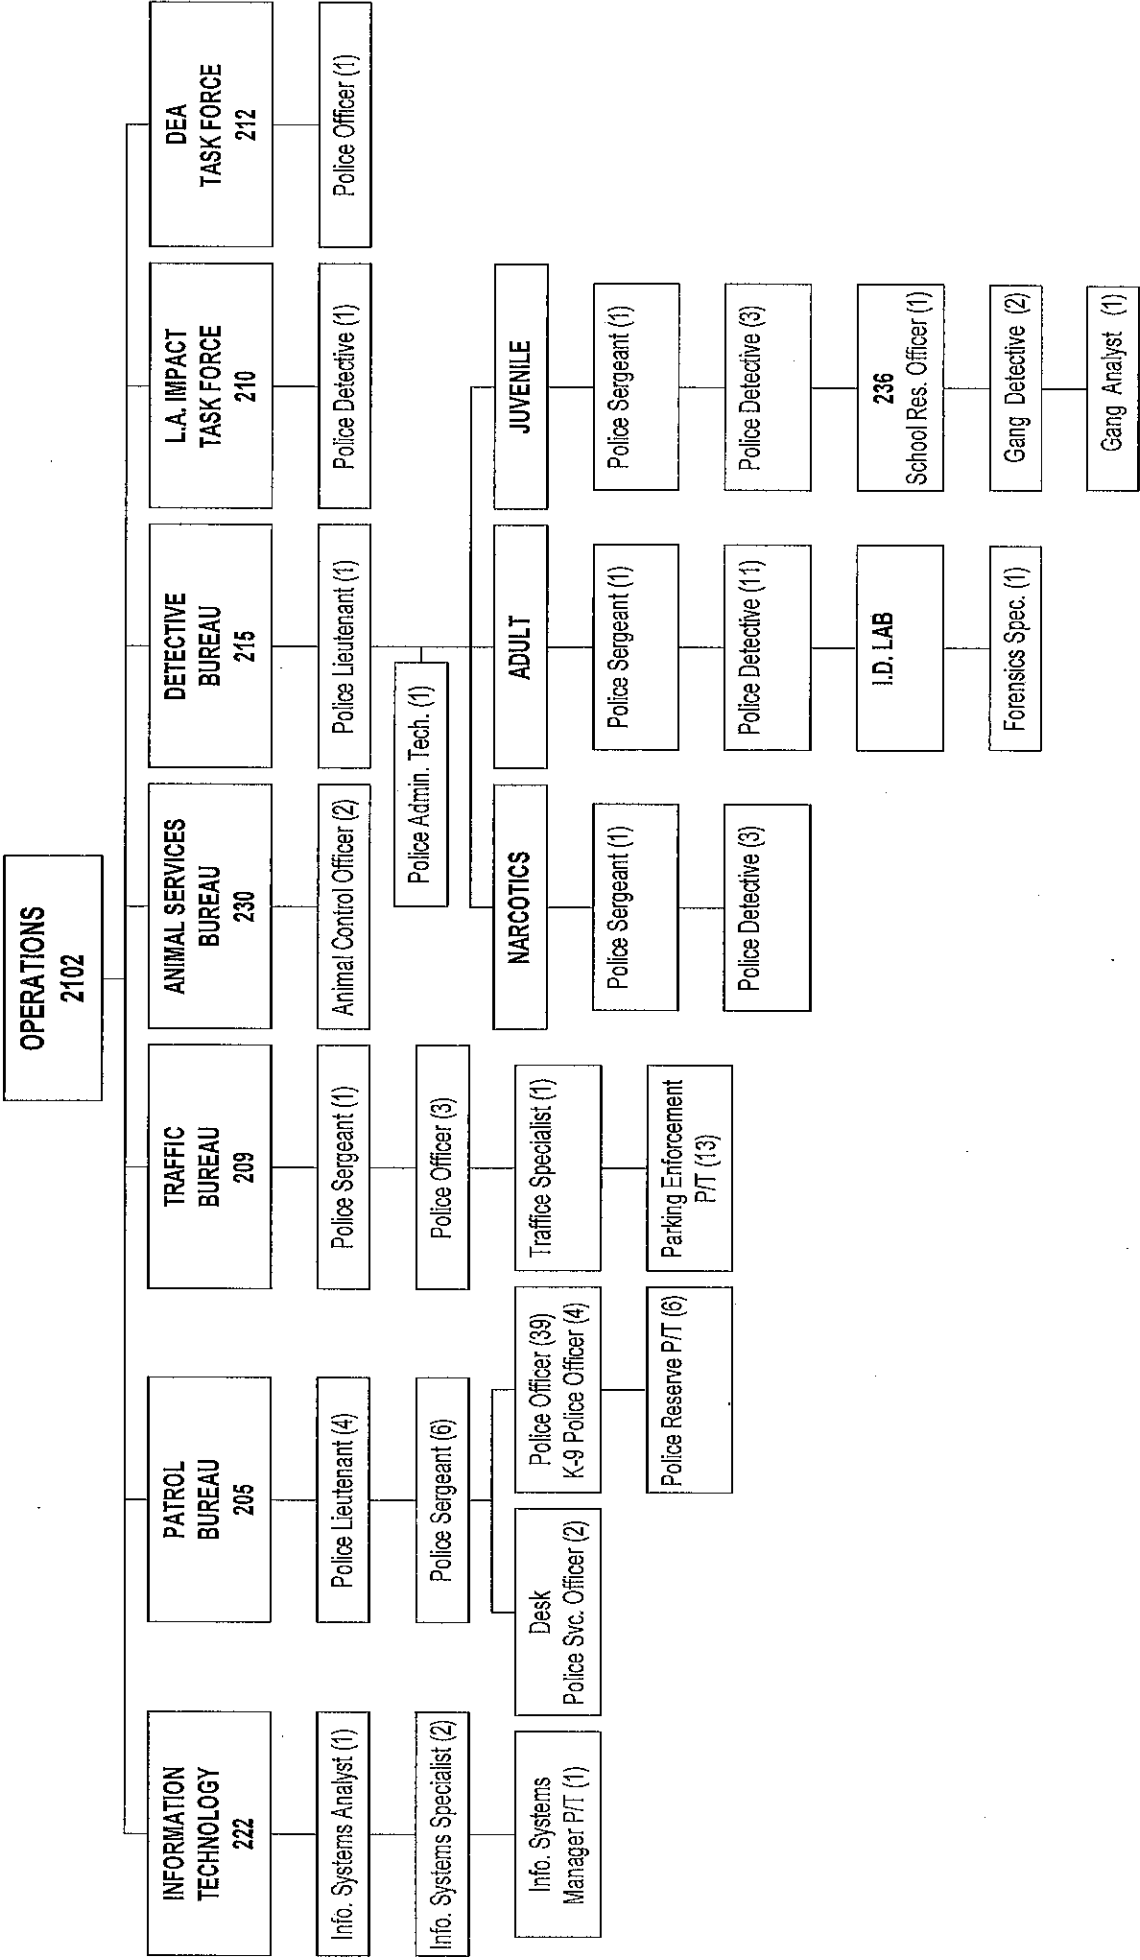 OPERATIONS
2102
INFORMATION
TECHNOLOGY
222
Info. Systems Analyst (1)
Info. Systems Specialist (2)
Info. Systems
Manager P/T (1)
PATROL
BUREAU
205
Police Lieutenant (4)
Police Sergeant (6)
Desk
Police Svc. Officer (2)
Police Officer (39)
K-9 Police Officer (4)
Police Reserve P/T (6)
TRAFFIC
BUREAU
209
Police Sergeant (1)
Police Officer (3)
Traffice Specialist (1)
Parking Enforcement
P/T (13)
ANIMAL SERVICES
BUREAU
230
Animal Control Officer (2)
DETECTIVE
BUREAU
215
Police Lieutenant (1)
Police Admin. Tech. (1)
NARCOTICS
Police Sergeant (1)
Police Detective (3)
ADULT
Police Sergeant (1)
Police Detective (11)
I.D. LAB
Forensics Spec. (1)
JUVENILE
Police Sergeant (1)
Police Detective (3)
236
School Res. Officer (1)
Gang Detective (2)
Gang Analyst (1)
L.A. IMPACT
TASK FORCE
210
Police Detective (1)
DEA
TASK FORCE
212
Police Officer (1)